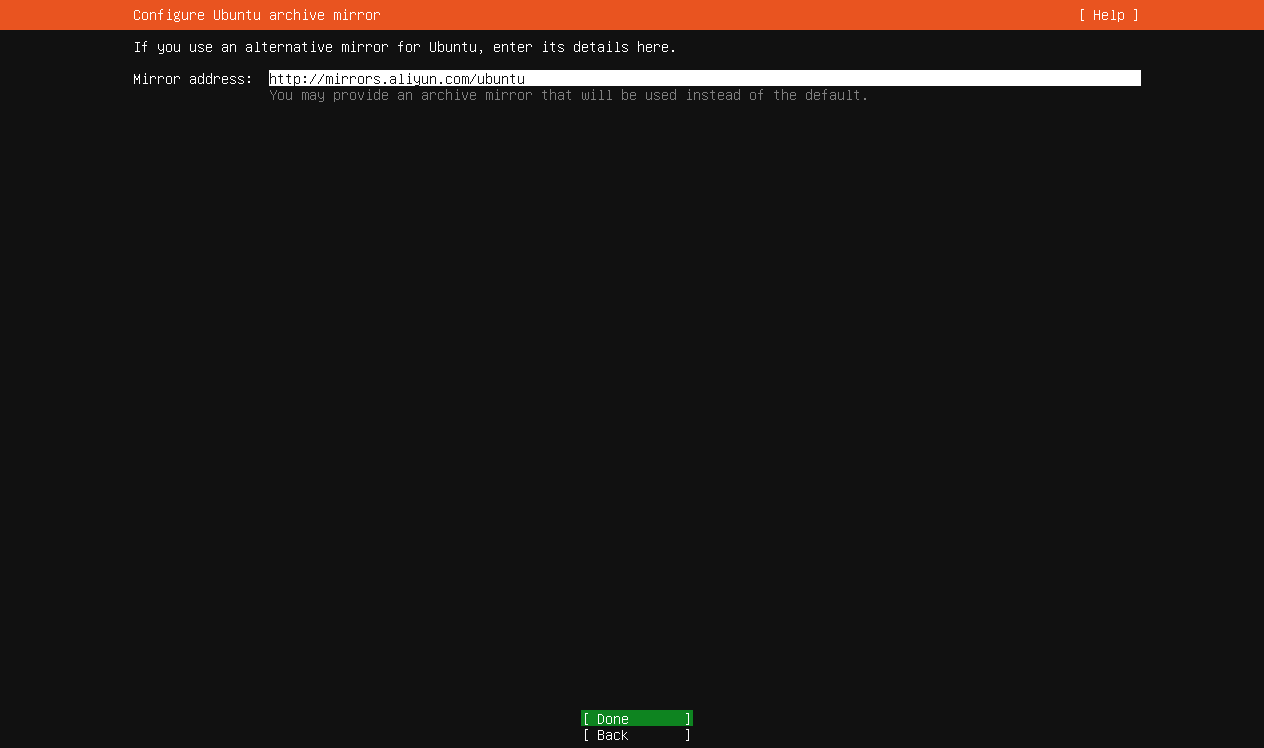 Configure Ubuntu archive mirror [ Help ]
If you use an alternative mirror for Ubuntu, enter its details here.
Mirror address: http://mirrors.aliyun.com/ubuntu
You may provide an archive mirror that will be used instead of the default.
[ Done ]
[ Back ]